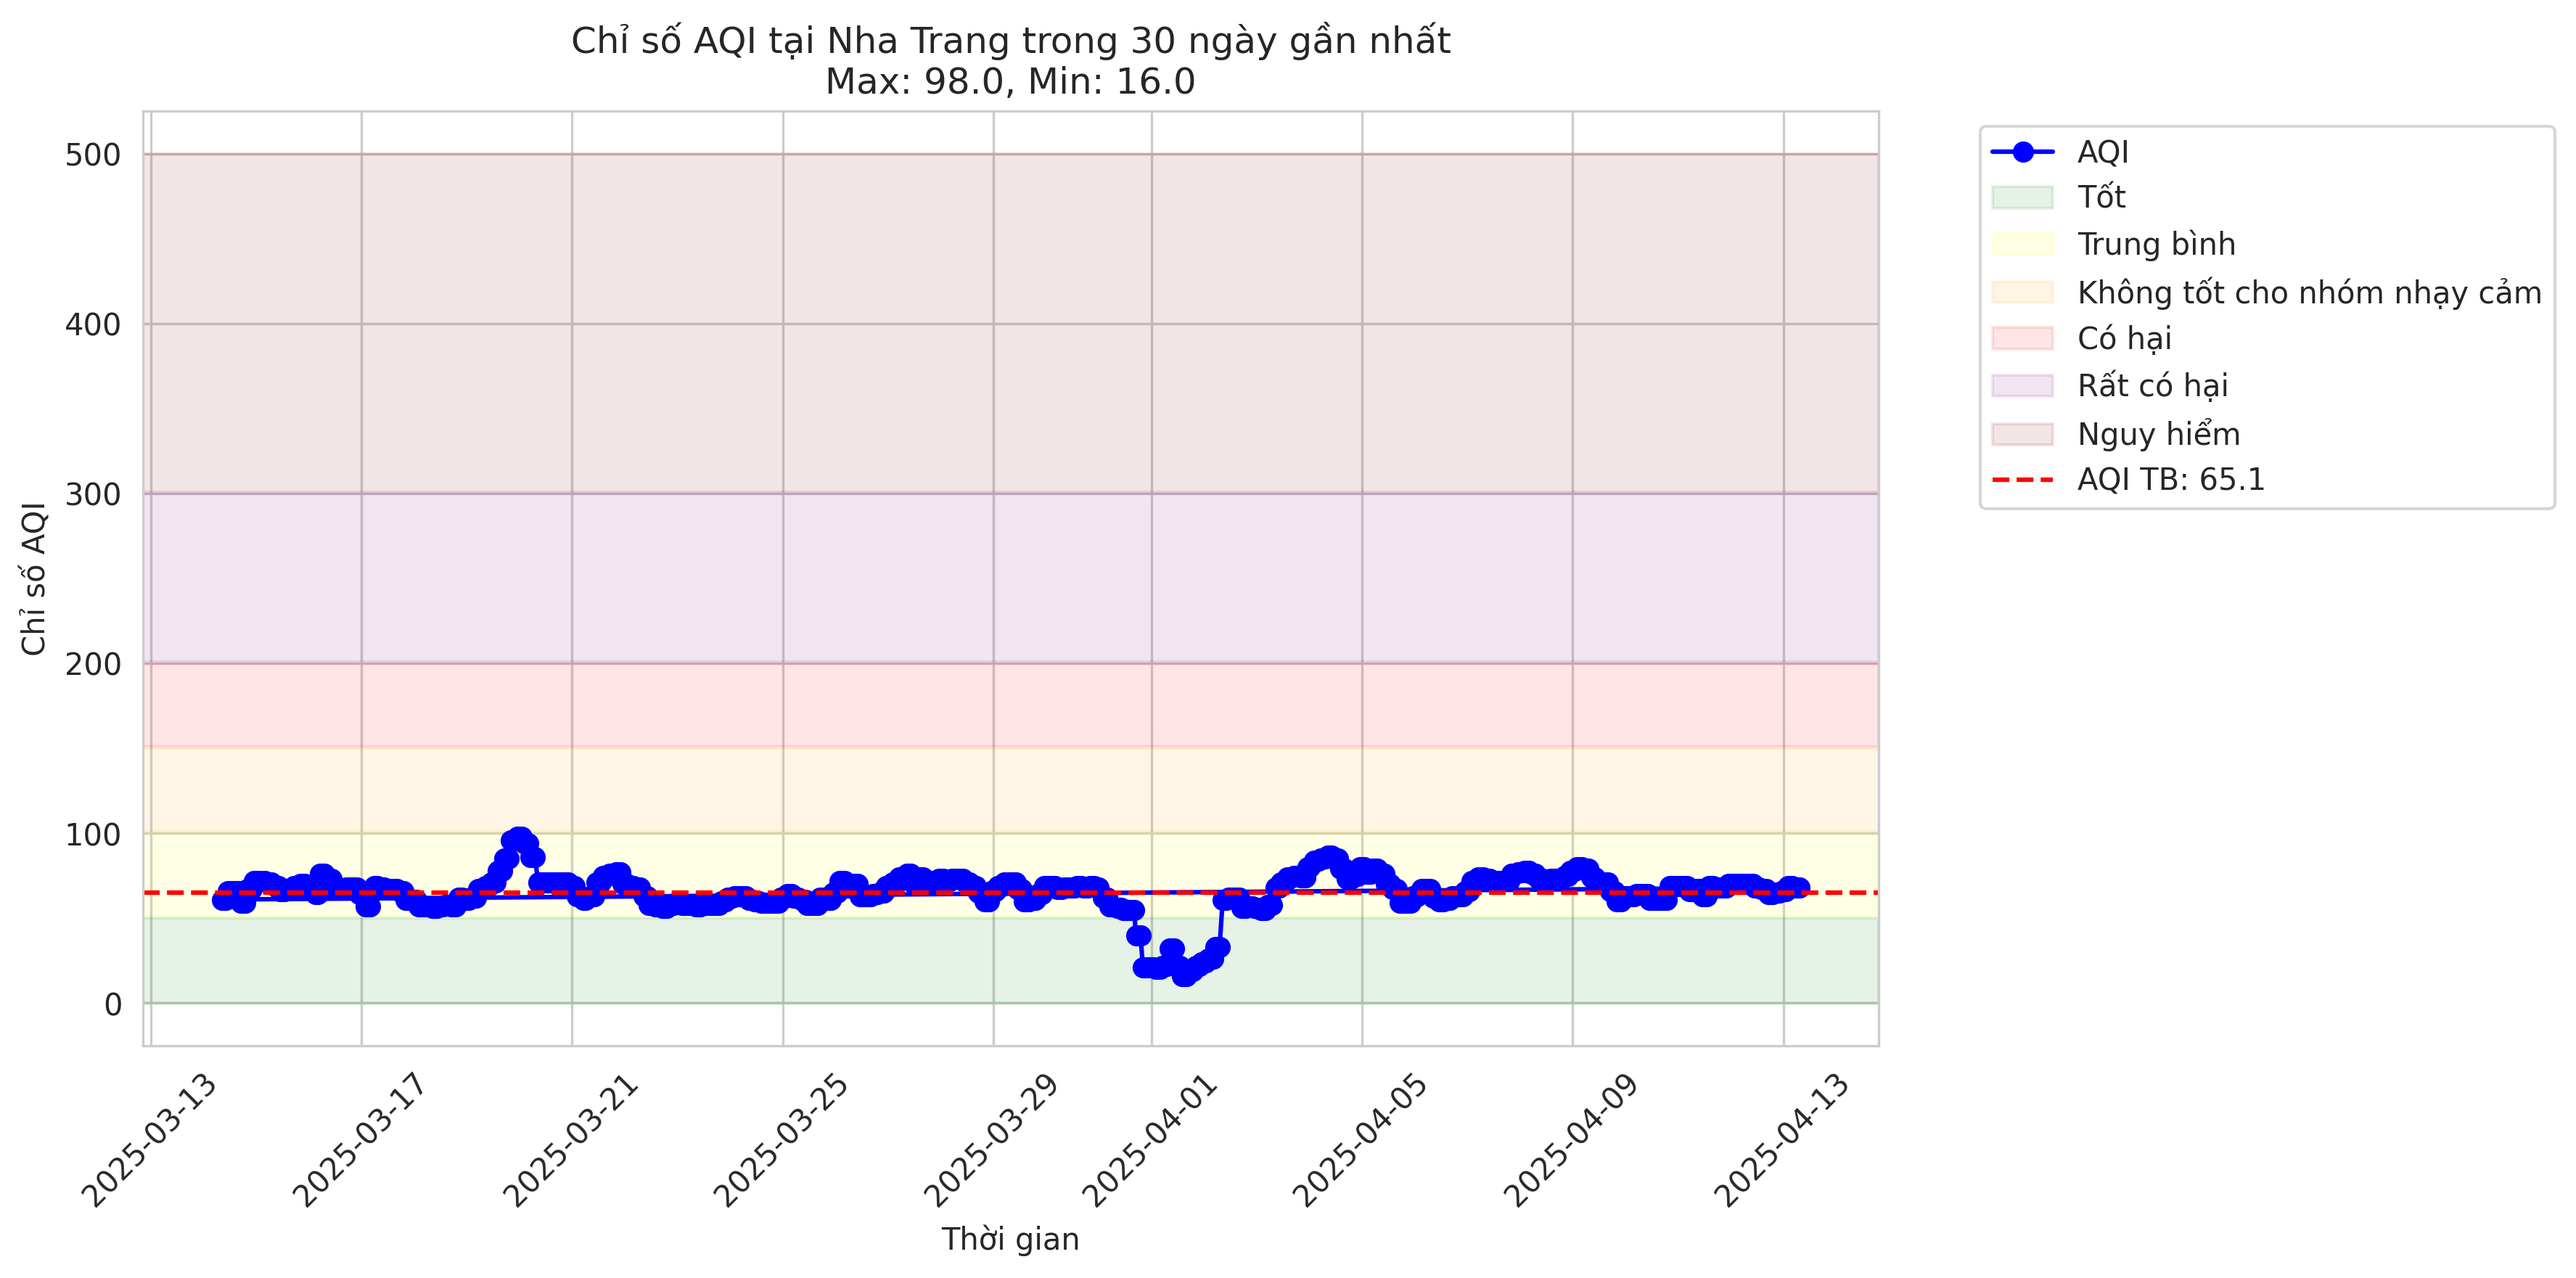 Chỉ số AQI tại Nha Trang trong 30 ngày gần nhất
Max: 98.0, Min: 16.0
Chỉ số AQI
500
400
300
200
100
0
2025-03-13
2025-03-17
2025-03-21
2025-03-25
2025-03-29
2025-04-01
2025-04-05
2025-04-09
2025-04-13
Thời gian
AQI
Tốt
Trung bình
Không tốt cho nhóm nhạy cảm
Có hại
Rất có hại
Nguy hiểm
AQI TB: 65.1